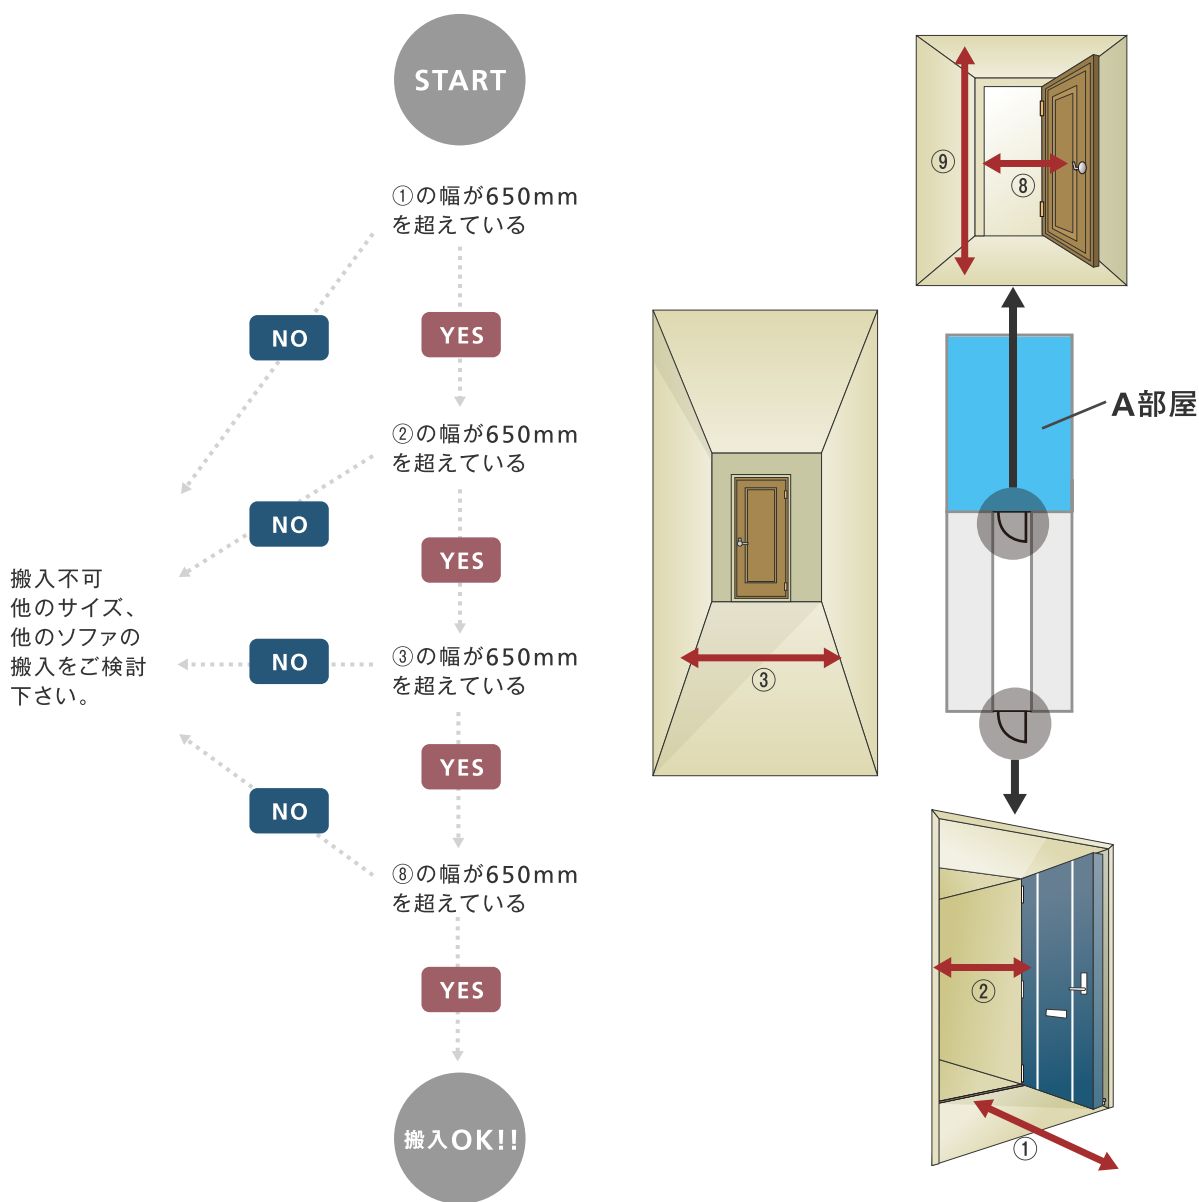 START
①の幅が650mm
を超えている
NO
YES
②の幅が650mm
を超えている
NO
YES
搬入不可
他のサイズ、
他のソファの
搬入をご検討
下さい。
③の幅が650mm
を超えている
NO
YES
⑧の幅が650mm
を超えている
NO
YES
搬入OK!!
③
⑨
⑧
A部屋
②
①